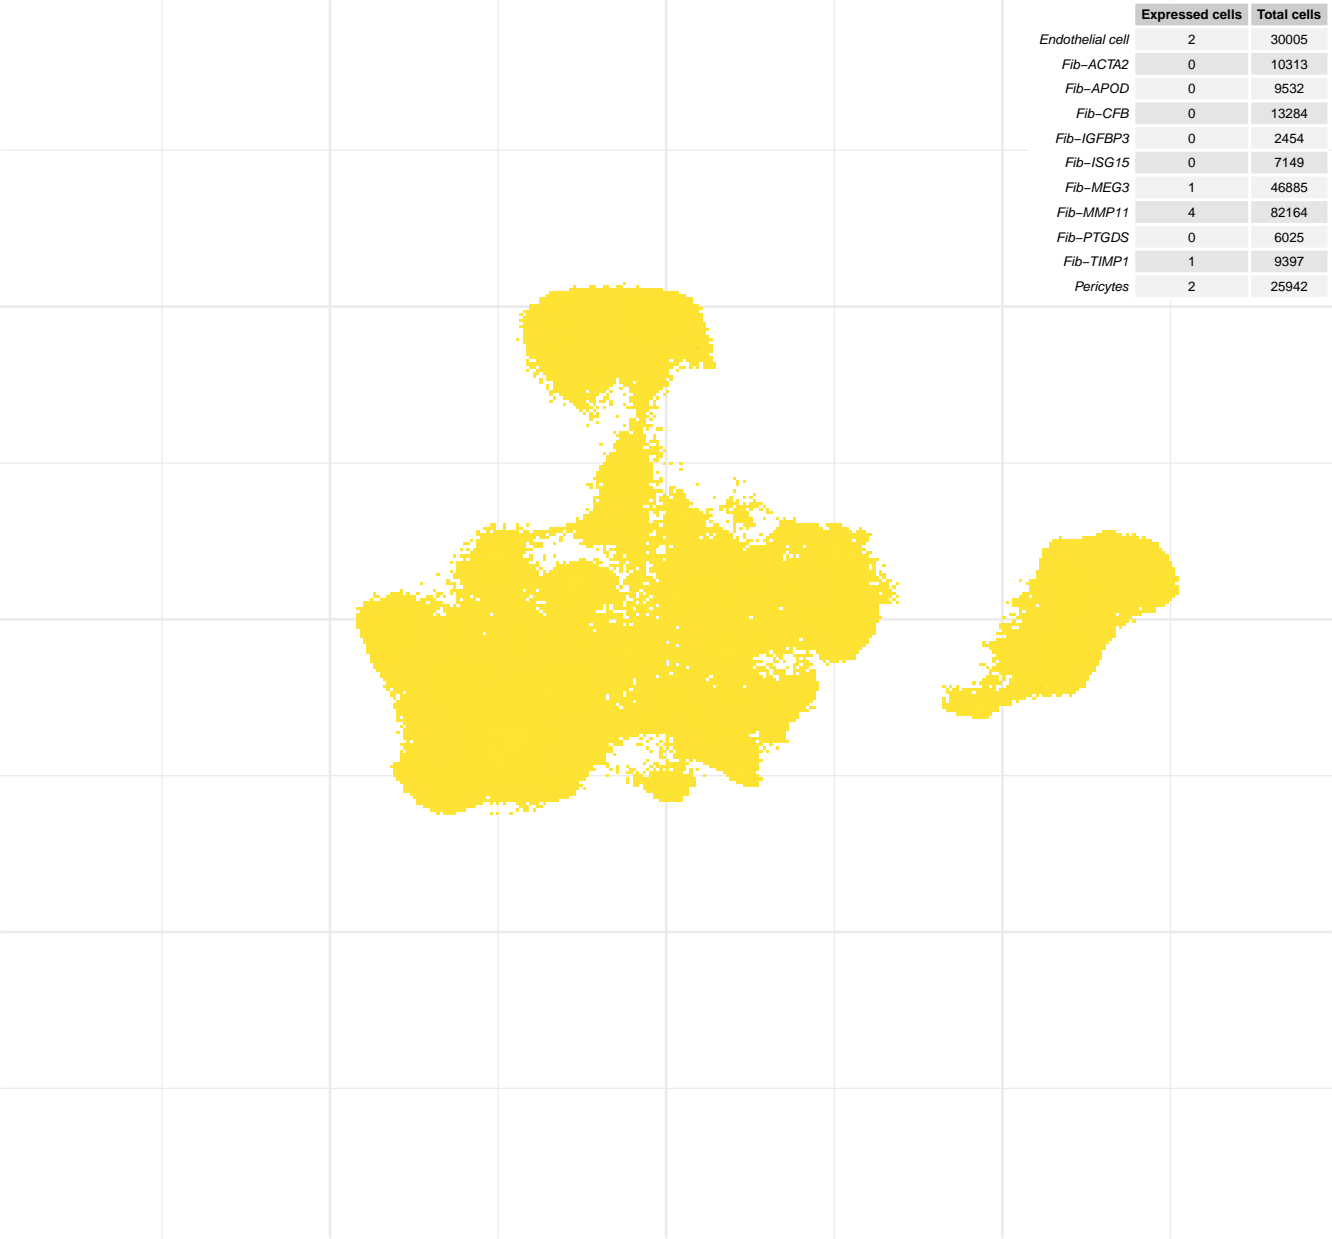 Expressed cells Total cells
Endothelial cell 2 30005
Fib−ACTA2 0 10313
Fib−APOD 0 9532
Fib−CFB 0 13284
Fib−IGFBP3 0 2454
Fib−ISG15 0 7149
Fib−MEG3 1 46885
Fib−MMP11 4 82164
Fib−PTGDS 0 6025
Fib−TIMP1 1 9397
Pericytes 2 25942